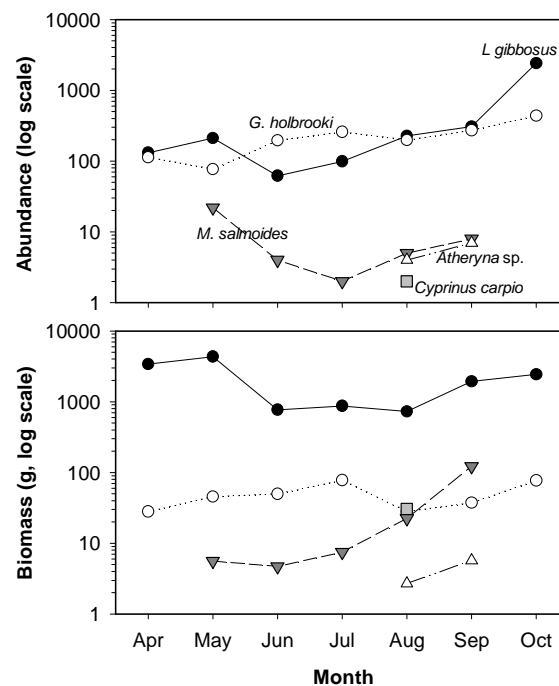 10000
L gibbosus
1000
G. holbrooki
100
M. salmoides
10
Atheryna sp.
Cyprinus carpio
1
Abundance (log scale)
10000
1000
100
10
1
Biomass (g, log scale)
Apr May Jun Jul Aug Sep Oct
Month